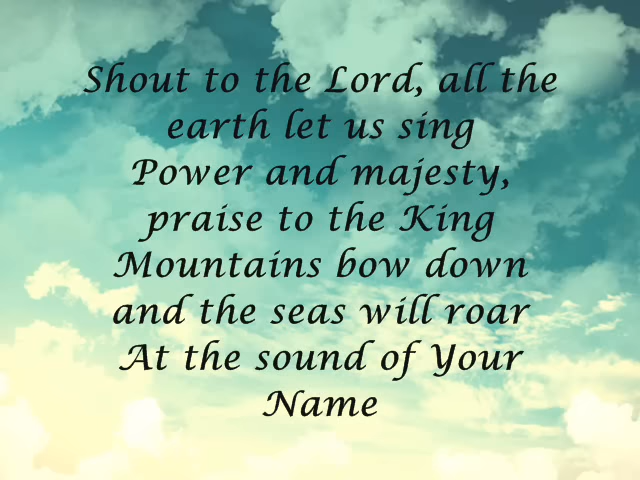 Shout to the Lord, all the
earth let us sing
Power and majesty,
praise to the King
Mountains bow down
and the seas will roar
At the sound of Your
Name